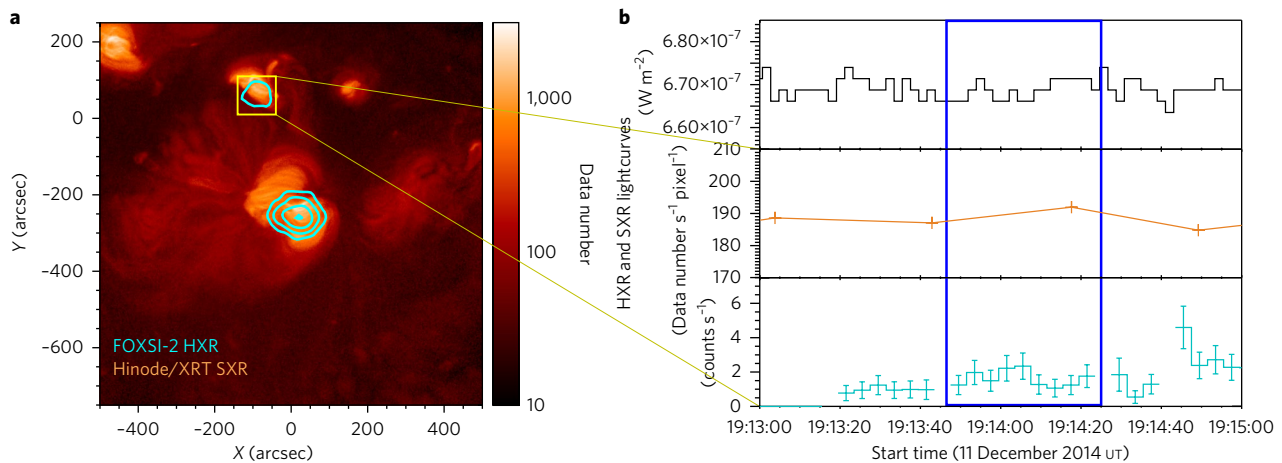 a
200
0
−200
−400
−600
Y (arcsec)
−400 −200 0 200 400
X (arcsec)
FOXSI-2 HXR
Hinode/XRT SXR
1,000
100
10
Data number
b
HXR and SXR lightcurves
(W m−2)
6.80×10−7
6.70×10−7
6.60×10−7
(Data number s−1 pixel−1)
210
200
190
180
170
(counts s−1)
6
4
2
0
19:13:00 19:13:20 19:13:40 19:14:00 19:14:20 19:14:40 19:15:00
Start time (11 December 2014 UT)